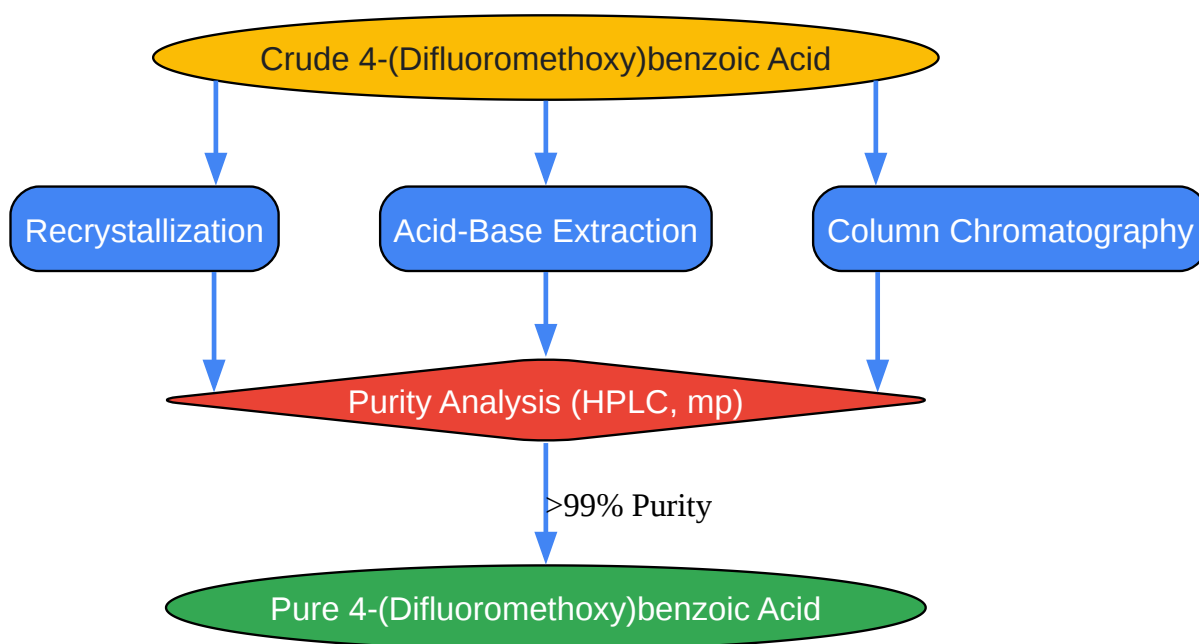 Crude 4-(Difluoromethoxy)benzoic Acid
Recrystallization
Acid-Base Extraction
Column Chromatography
Purity Analysis (HPLC, mp)
>99% Purity
Pure 4-(Difluoromethoxy)benzoic Acid